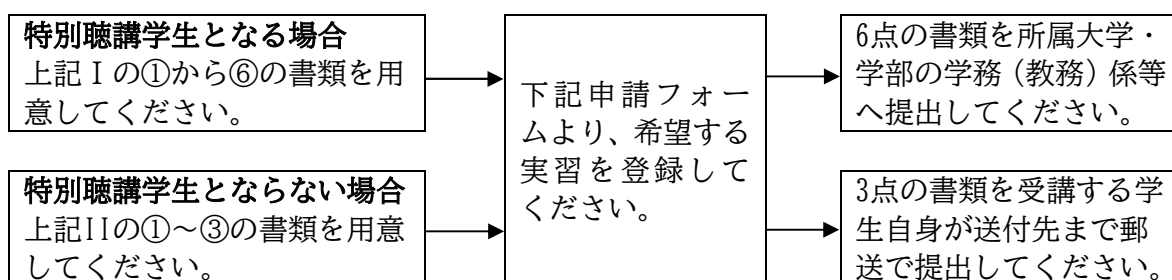 特別聴講学生となる場合
上記Ⅰの①から⑥の書類を用
意してください。
特別聴講学生とならない場合
上記IIの①～③の書類を用意
してください。
下記申請フォー
ムより、希望する
実習を登録して
ください。
6点の書類を所属大学・
学部の学務（教務）係等
へ提出してください。
3点の書類を受講する学
生自身が送付先まで郵
送で提出してください。